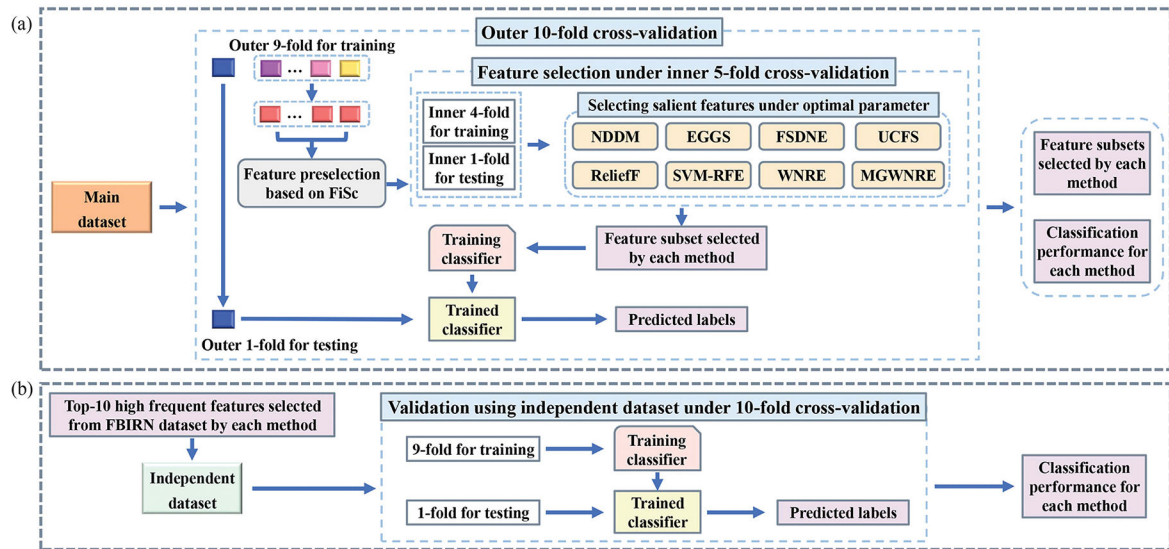 (a)
Outer 10-fold cross-validation
Outer 9-fold for training
...
...
Feature preselection
based on FiSc
Feature selection under inner 5-fold cross-validation
Inner 4-fold
for training
Inner 1-fold
for testing
Selecting salient features under optimal parameter
NDDM
EGGS
FSDNE
UCFS
ReliefF
SVM-RFE
WNRE
MGWNRE
Main
dataset
Feature subset selected
by each method
Training
classifier
Trained
classifier
Predicted labels
Outer 1-fold for testing
Feature subsets
selected by each
method
Classification
performance for
each method
(b)
Top-10 high frequent features selected
from FBIRN dataset by each method
Independent
dataset
Validation using independent dataset under 10-fold cross-validation
9-fold for training
Training
classifier
1-fold for testing
Trained
classifier
Predicted labels
Classification
performance for
each method